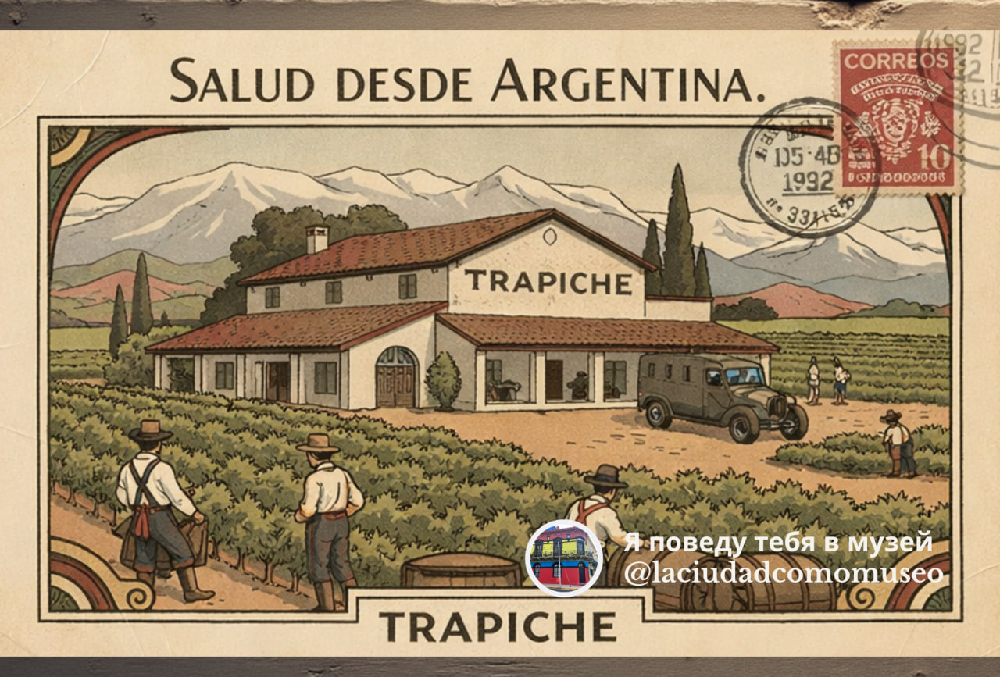 SALUD DESDE ARGENTINA.
CORREOS
10
1992
TRAPICHE
Я поведу тебя в музей
@laciudadcomomuseo
TRAPICHE